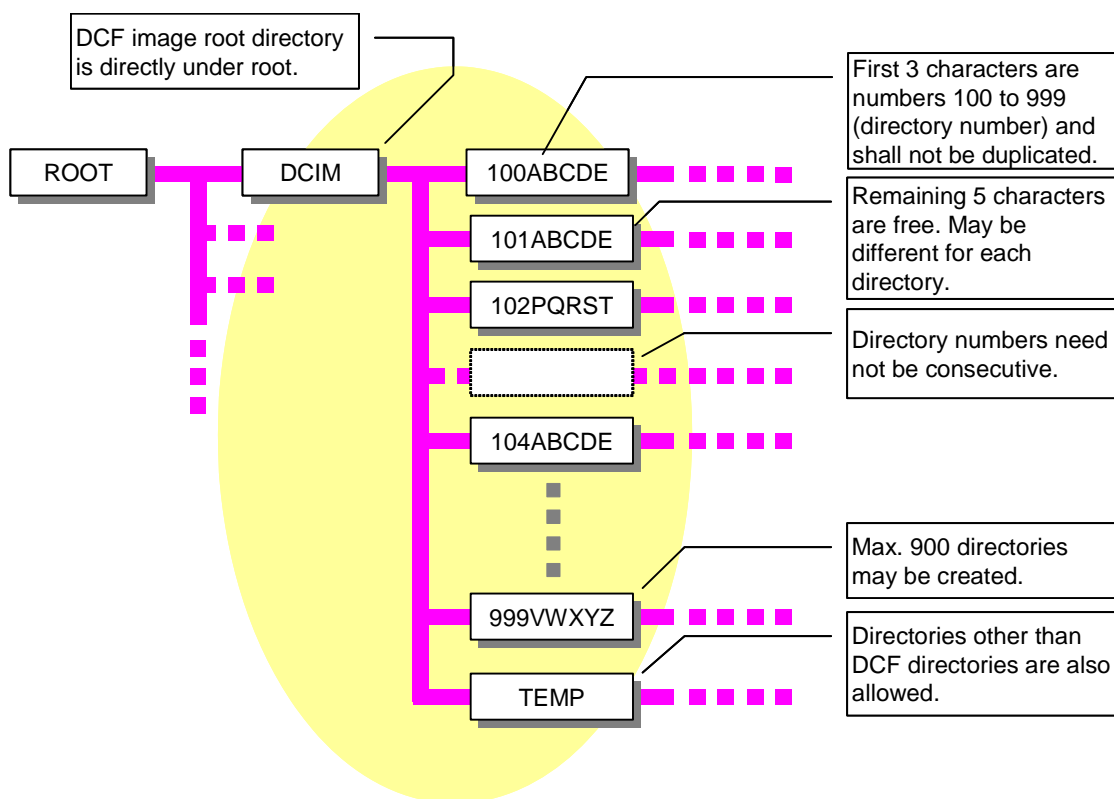 DCF image root directory
is directly under root.
First 3 characters are
numbers 100 to 999
(directory number) and
shall not be duplicated.
ROOT
DCIM
100ABCDE
Remaining 5 characters
are free. May be
different for each
directory.
101ABCDE
102PQRST
Directory numbers need
not be consecutive.
104ABCDE
Max. 900 directories
may be created.
999VWXYZ
Directories other than
DCF directories are also
allowed.
TEMP